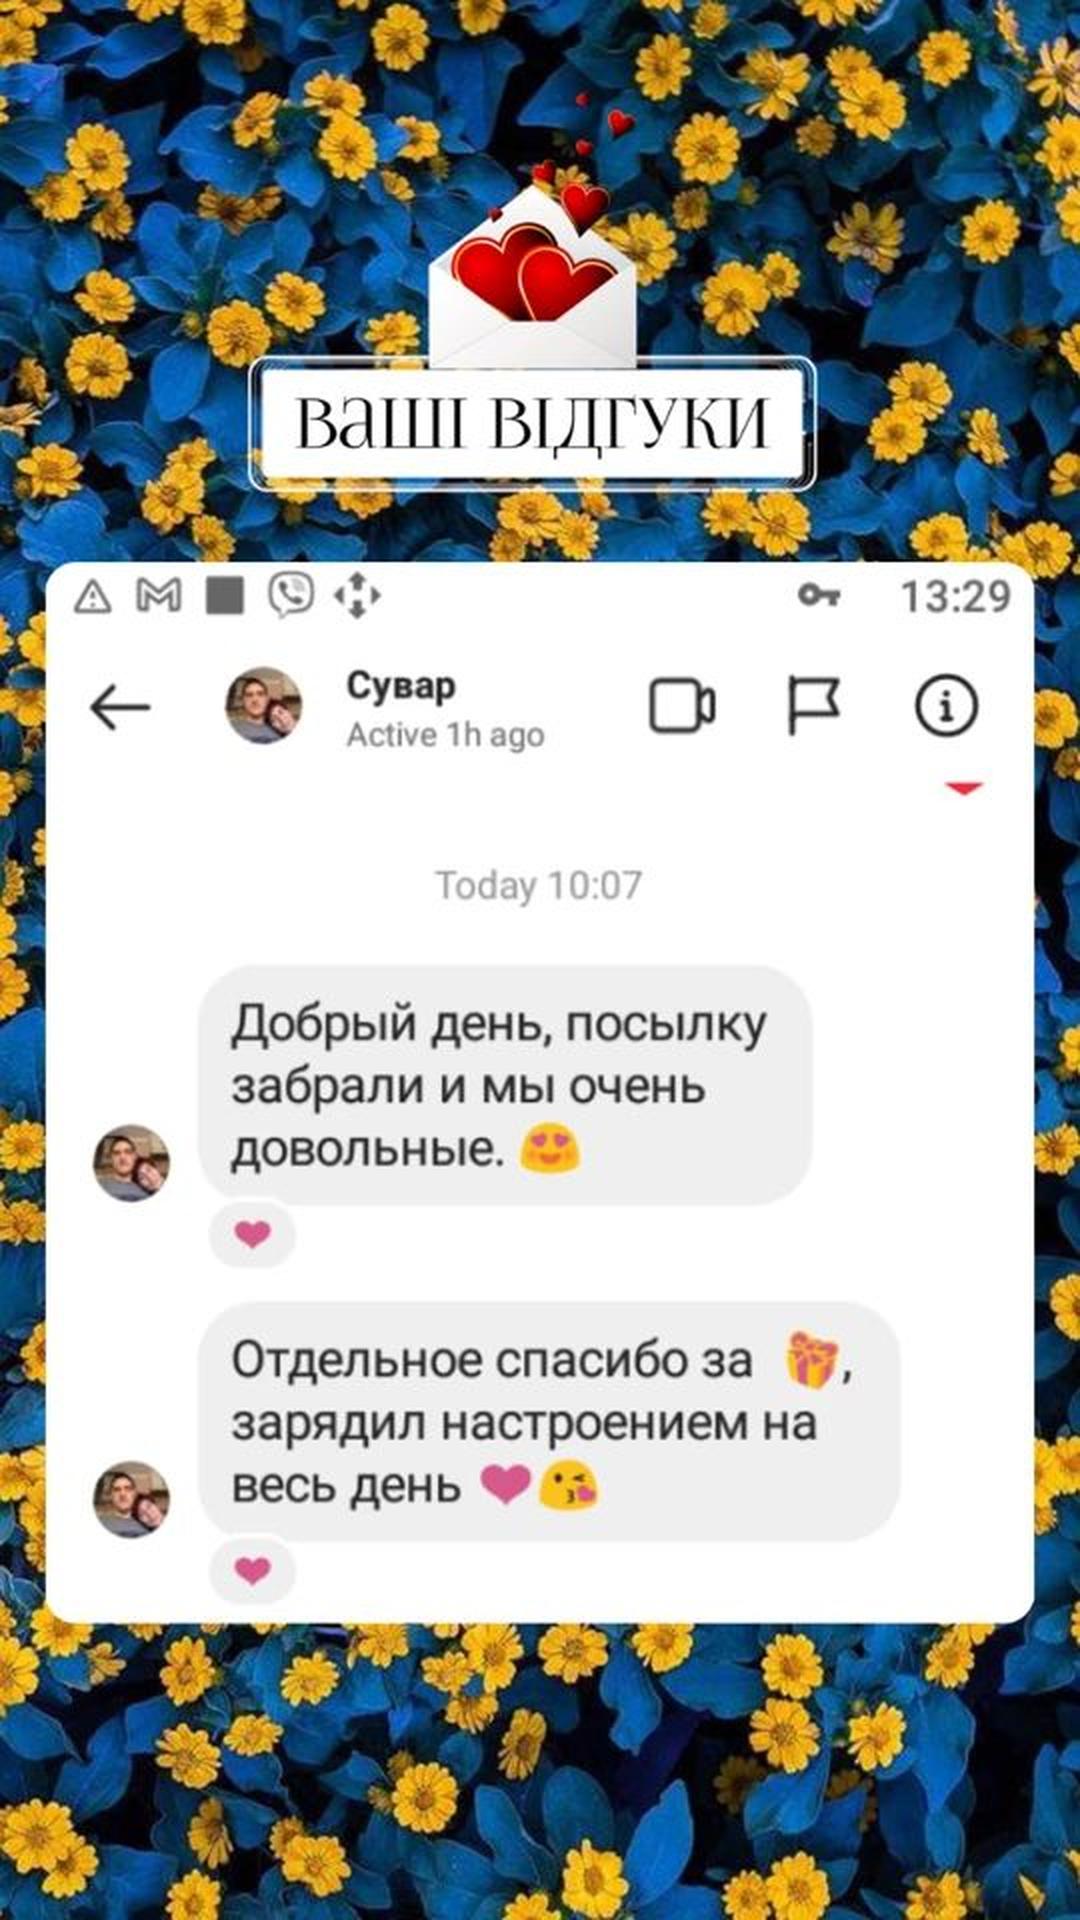 ВАШІ ВІДГУКИ
13:29
Сувар
Active 1h ago
Today 10:07
Добрый день, посылку
забрали и мы очень
довольные. 😍
Отдельное спасибо за 🎁,
зарядил настроением на
весь день ❤️😘